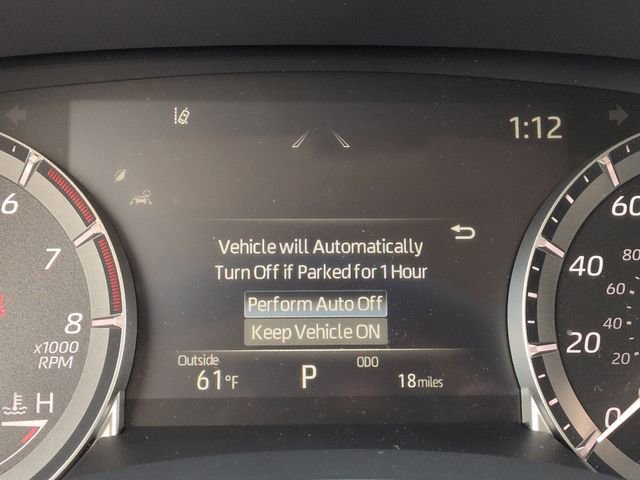 1:12
Vehicle will Automatically
Turn Off if Parked for 1 Hour
Perform Auto Off
Keep Vehicle ON
Outside
61°F
P
ODO
18 miles
6
7
8
x1000
RPM
H
60
40
20
0
80
60
40
20